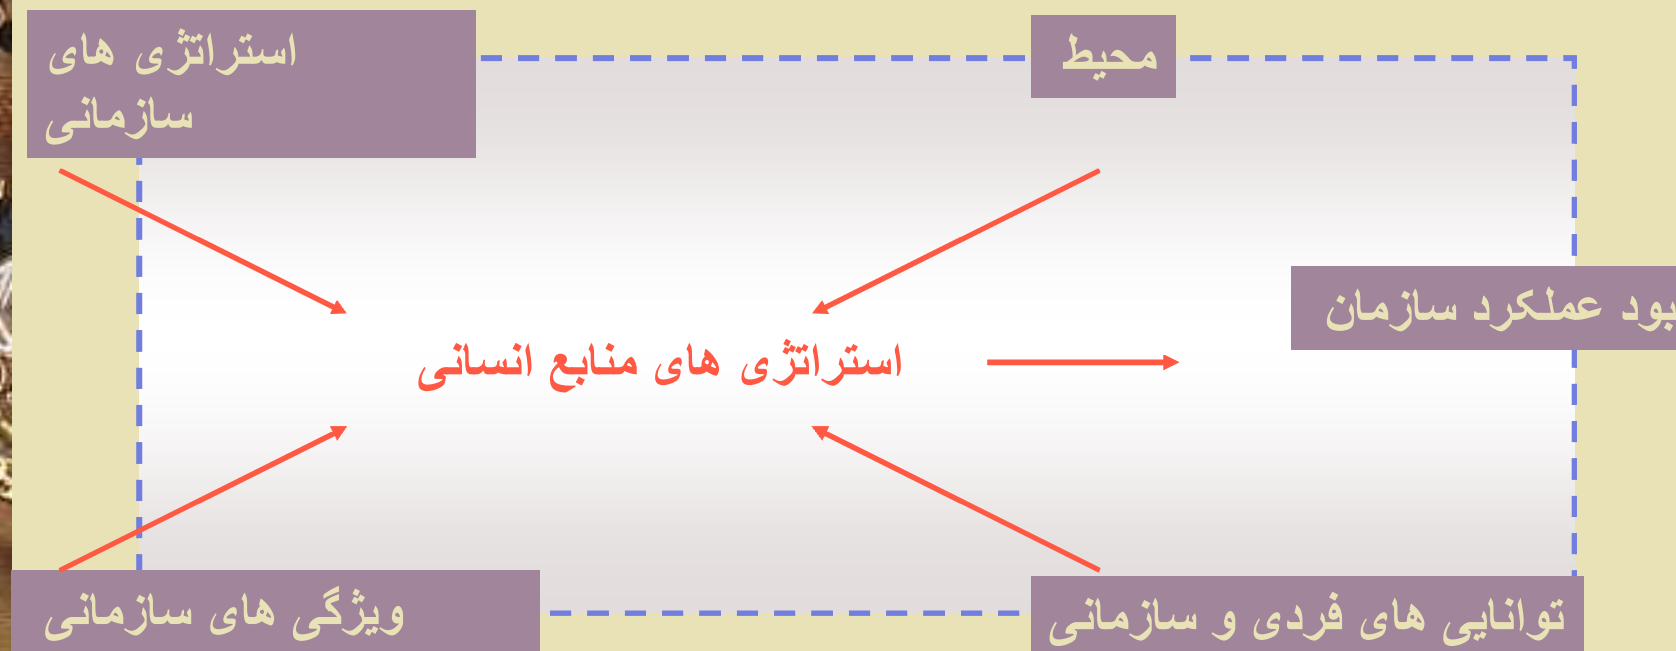 محیط
استراتژی های
سازمانی
بود عملکرد سازمان
استراتژی های منابع انسانی
توانایی های فردی و سازمانی
ویژگی های سازمانی